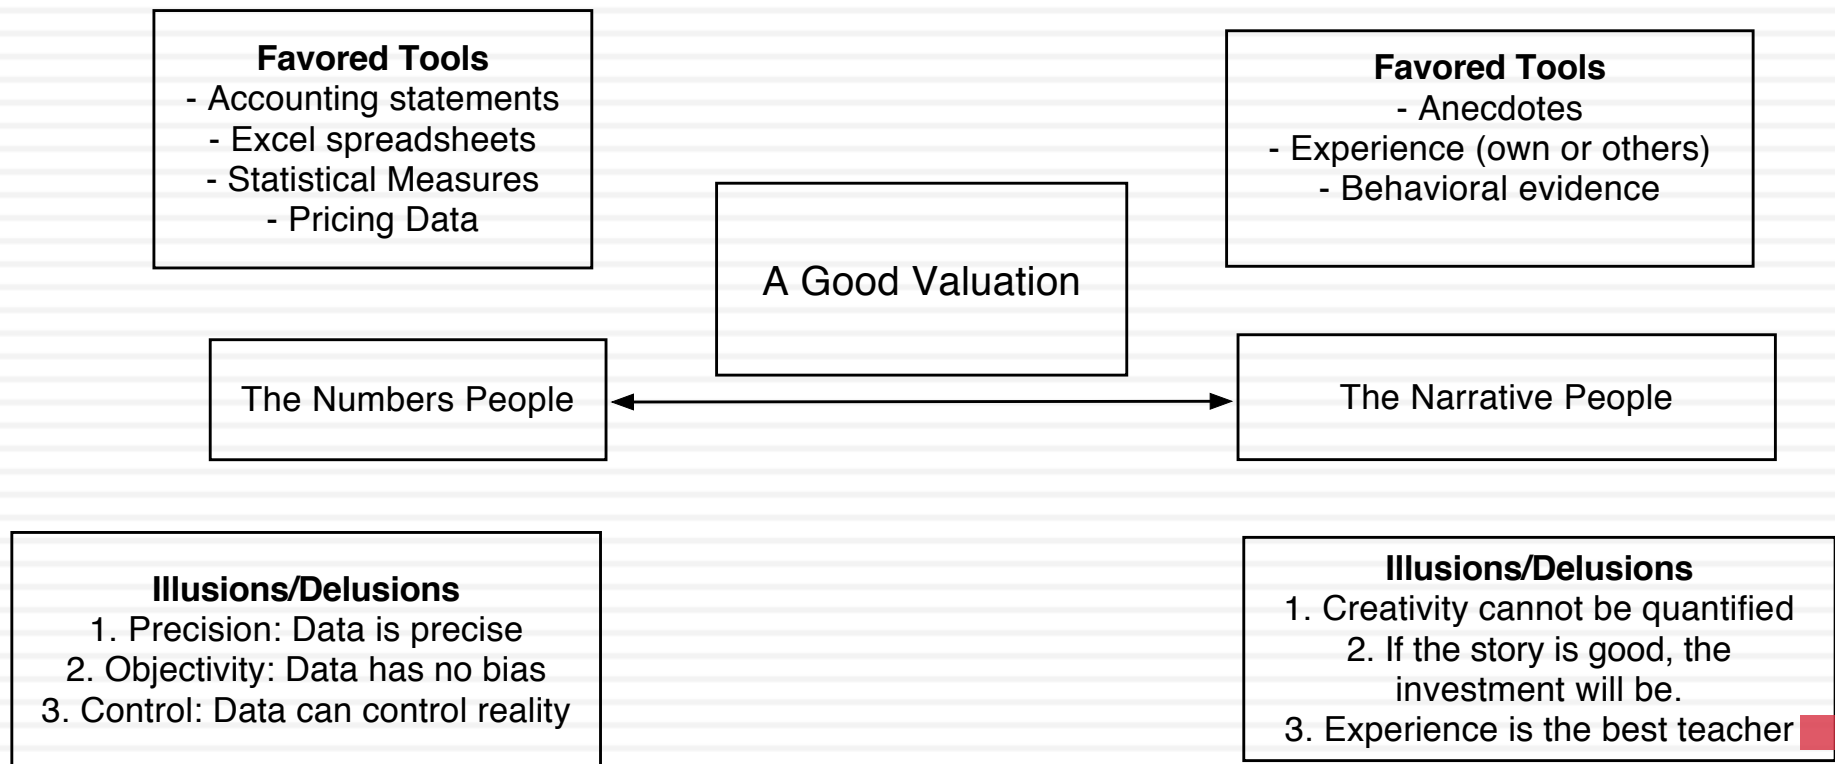 Favored Tools
- Accounting statements
- Excel spreadsheets
- Statistical Measures
- Pricing Data
Favored Tools
- Anecdotes
- Experience (own or others)
- Behavioral evidence
A Good Valuation
The Numbers People
The Narrative People
Illusions/Delusions
1. Precision: Data is precise
2. Objectivity: Data has no bias
3. Control: Data can control reality
Illusions/Delusions
1. Creativity cannot be quantified
2. If the story is good, the
investment will be.
3. Experience is the best teacher